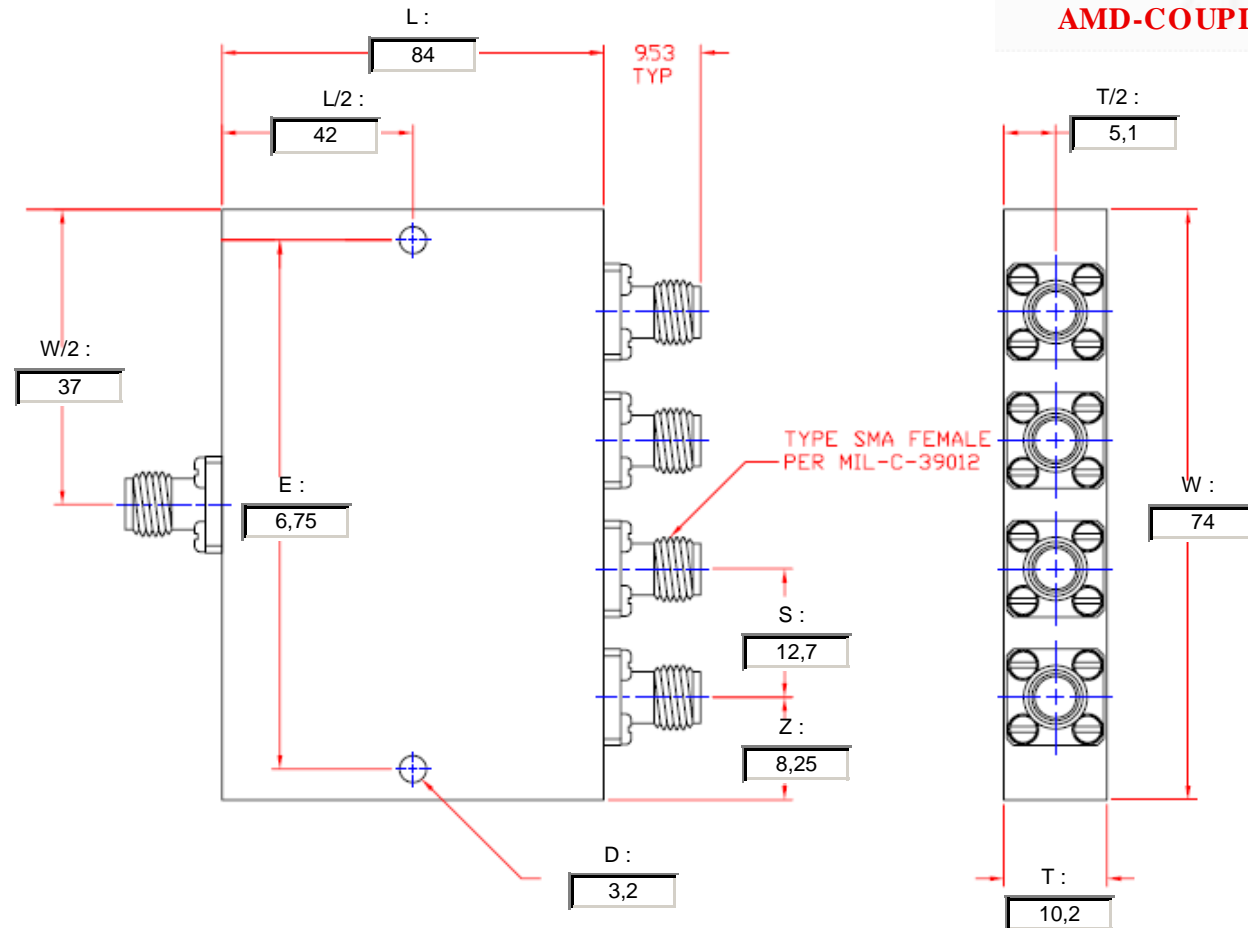 AMD-COUPL
L :
84
9.53
TYP
L/2 :
42
T/2 :
5,1
W/2 :
37
TYPE SMA FEMALE
PER MIL-C-39012
E :
6,75
W :
74
S :
12,7
Z :
8,25
D :
3,2
T :
10,2